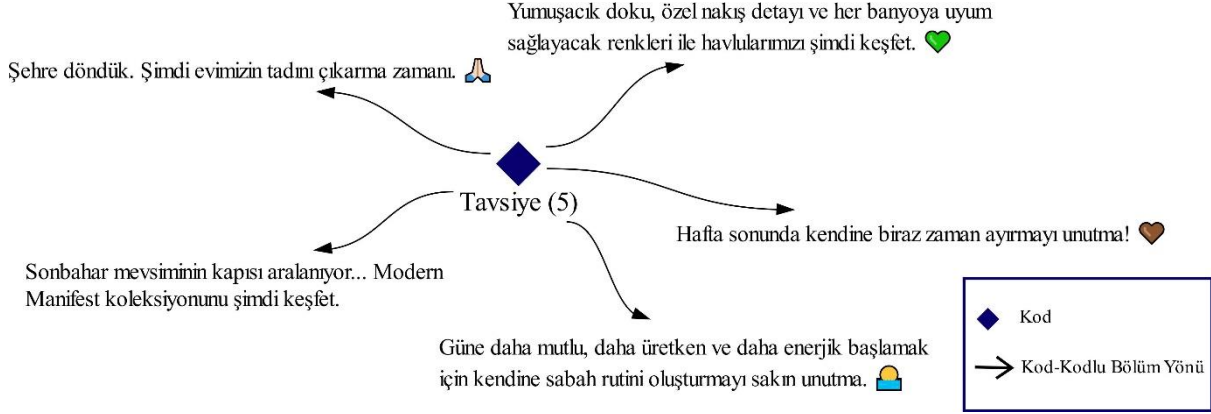 Yumuşacık doku, özel nakış detayı ve her banyoya uyum
sağlayacak renkleri ile havlularımızı şimdi keşfet. 💚
Şehre döndük. Şimdi evimizin tadını çıkarma zamanı. 🙏🏻
Tavsiye (5)
Hafta sonunda kendine biraz zaman ayırmayı unutma! 🤎
Sonbahar mevsiminin kapısı aralanıyor... Modern
Manifest koleksiyonunu şimdi keşfet.
Güne daha mutlu, daha üretken ve daha enerjik başlamak
için kendine sabah rutini oluşturmayı sakın unutma.
Kod
Kod-Kodlu Bölüm Yönü